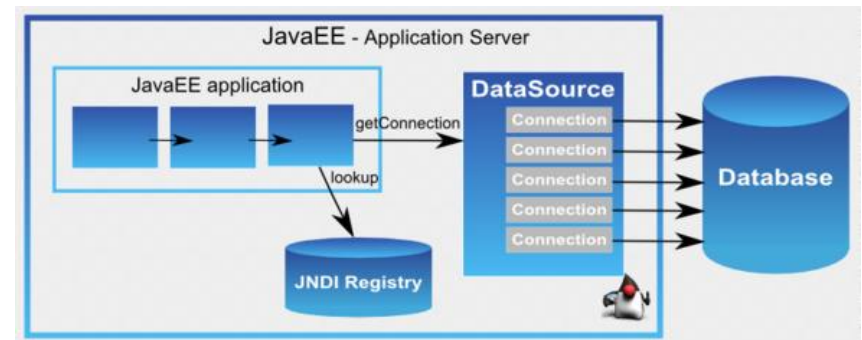 JavaEE - Application Server
JavaEE application
getConnection
lookup
JNDI Registry
DataSource
Connection
Connection
Connection
Connection
Connection
Database